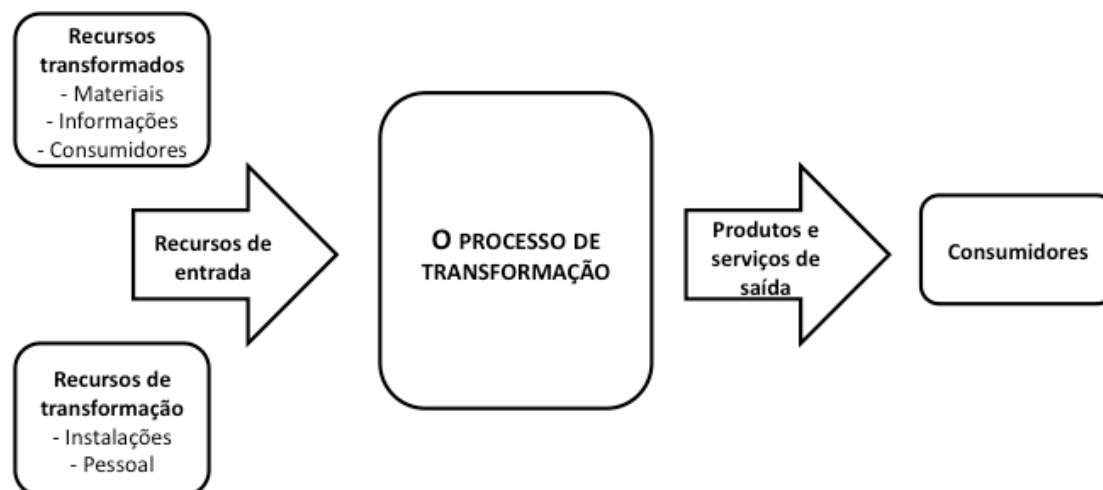 Recursos
transformados
- Materiais
- Informações
- Consumidores
Recursos de
entrada
Recursos de
transformação
- Instalações
- Pessoal
O PROCESSO DE
TRANSFORMAÇÃO
Produtos e
serviços de
saída
Consumidores